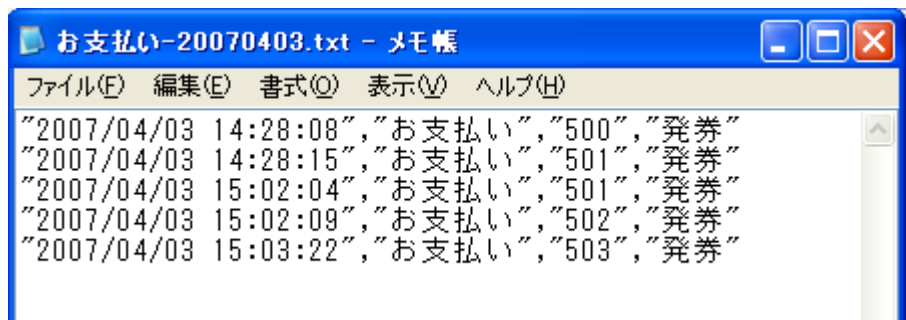 お支払い-20070403.txt - メモ帳
ファイル(F) 編集(E) 書式(O) 表示(V) ヘルプ(H)
"2007/04/03 14:28:08","お支払い","500","発券"
"2007/04/03 14:28:15","お支払い","501","発券"
"2007/04/03 15:02:04","お支払い","501","発券"
"2007/04/03 15:02:09","お支払い","502","発券"
"2007/04/03 15:03:22","お支払い","503","発券"